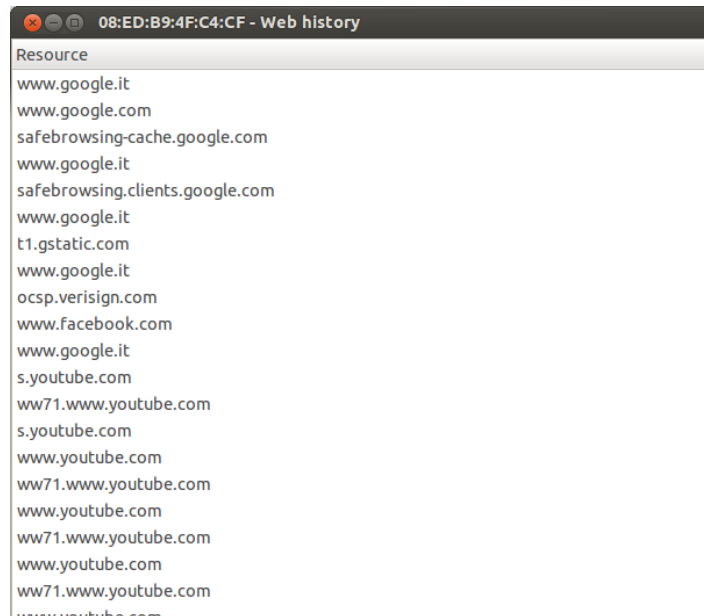 08:ED:B9:4F:C4:CF - Web history
Resource
www.google.it
www.google.com
safebrowsing-cache.google.com
www.google.it
safebrowsing.clients.google.com
www.google.it
t1.gstatic.com
www.google.it
ocsp.verisign.com
www.facebook.com
www.google.it
s.youtube.com
ww71.www.youtube.com
s.youtube.com
www.youtube.com
ww71.www.youtube.com
www.youtube.com
ww71.www.youtube.com
www.youtube.com
ww71.www.youtube.com
www.youtube.com